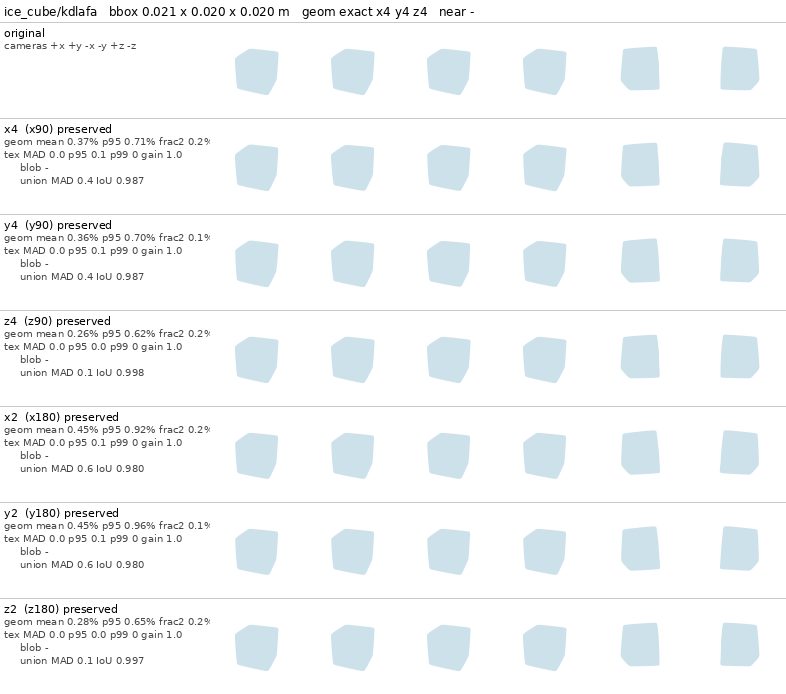 ice_cube/kdlafa bbox 0.021 x 0.020 x 0.020 m geom exact x4 y4 z4 near -
original
cameras +x +y -x -y +z -z
x4 (x90) preserved
geom mean 0.37% p95 0.71% frac2 0.2%
tex MAD 0.0 p95 0.1 p99 0 gain 1.0
blob -
union MAD 0.4 IoU 0.987
y4 (y90) preserved
geom mean 0.36% p95 0.70% frac2 0.1%
tex MAD 0.0 p95 0.1 p99 0 gain 1.0
blob -
union MAD 0.4 IoU 0.987
z4 (z90) preserved
geom mean 0.26% p95 0.62% frac2 0.2%
tex MAD 0.0 p95 0.0 p99 0 gain 1.0
blob -
union MAD 0.1 IoU 0.998
x2 (x180) preserved
geom mean 0.45% p95 0.92% frac2 0.2%
tex MAD 0.0 p95 0.1 p99 0 gain 1.0
blob -
union MAD 0.6 IoU 0.980
y2 (y180) preserved
geom mean 0.45% p95 0.96% frac2 0.1%
tex MAD 0.0 p95 0.1 p99 0 gain 1.0
blob -
union MAD 0.6 IoU 0.980
z2 (z180) preserved
geom mean 0.28% p95 0.65% frac2 0.2%
tex MAD 0.0 p95 0.0 p99 0 gain 1.0
blob -
union MAD 0.1 IoU 0.997